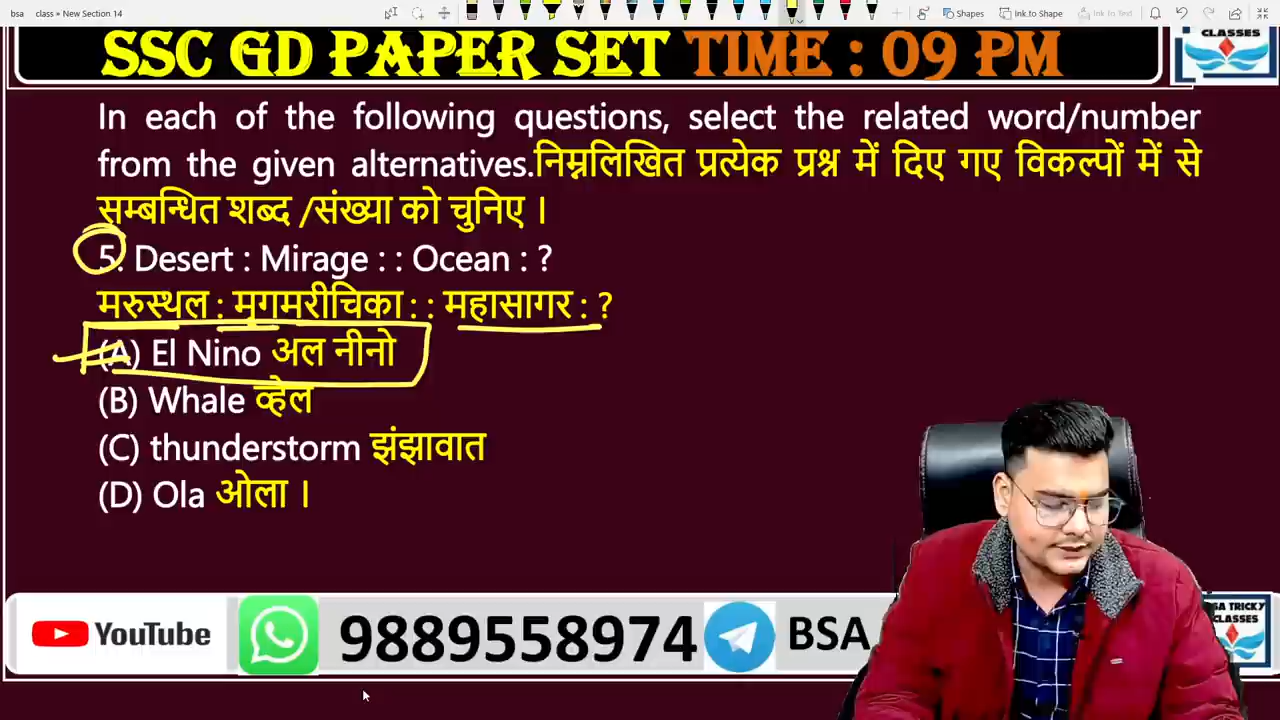 bsa class » New Section 14
Shapes Ink to Shape Ink to Text
SSC GD PAPER SET TIME : 09 PM
CLASSES
In each of the following questions, select the related word/number
from the given alternatives.निम्नलिखित प्रत्येक प्रश्न में दिए गए विकल्पों में से
सम्बन्धित शब्द /संख्या को चुनिए ।
5. Desert : Mirage : : Ocean : ?
मरुस्थल : मृगमरीचिका : : महासागर : ?
(A) El Nino अल नीनो
(B) Whale व्हेल
(C) thunderstorm झंझावात
(D) Ola ओला ।
YouTube 9889558974 BSA
TRICKY
CLASSES